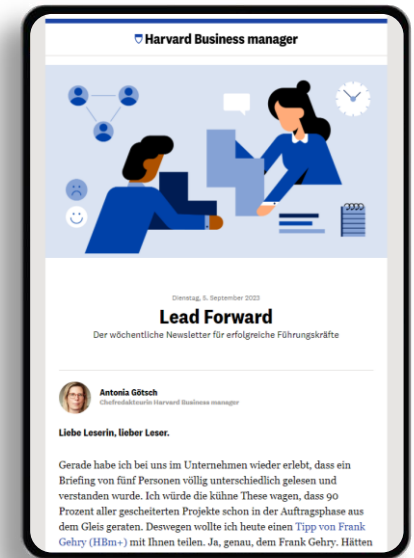 Harvard Business manager
Dienstag, 5. September 2023
Lead Forward
Der wöchentliche Newsletter für erfolgreiche Führungskräfte
Antonia Götsch
Chefredakteurin Harvard Business manager
Liebe Leserin, lieber Leser.
Gerade habe ich bei uns im Unternehmen wieder erlebt, dass ein
Briefing von fünf Personen völlig unterschiedlich gelesen und
verstanden wurde. Ich würde die kühne These wagen, dass 90
Prozent aller gescheiterten Projekte schon in der Auftragsphase aus
dem Gleis geraten. Deswegen wollte ich heute einen Tipp von Frank
Gehry (HBm+) mit Ihnen teilen. Ja, genau, dem Frank Gehry. Hätten